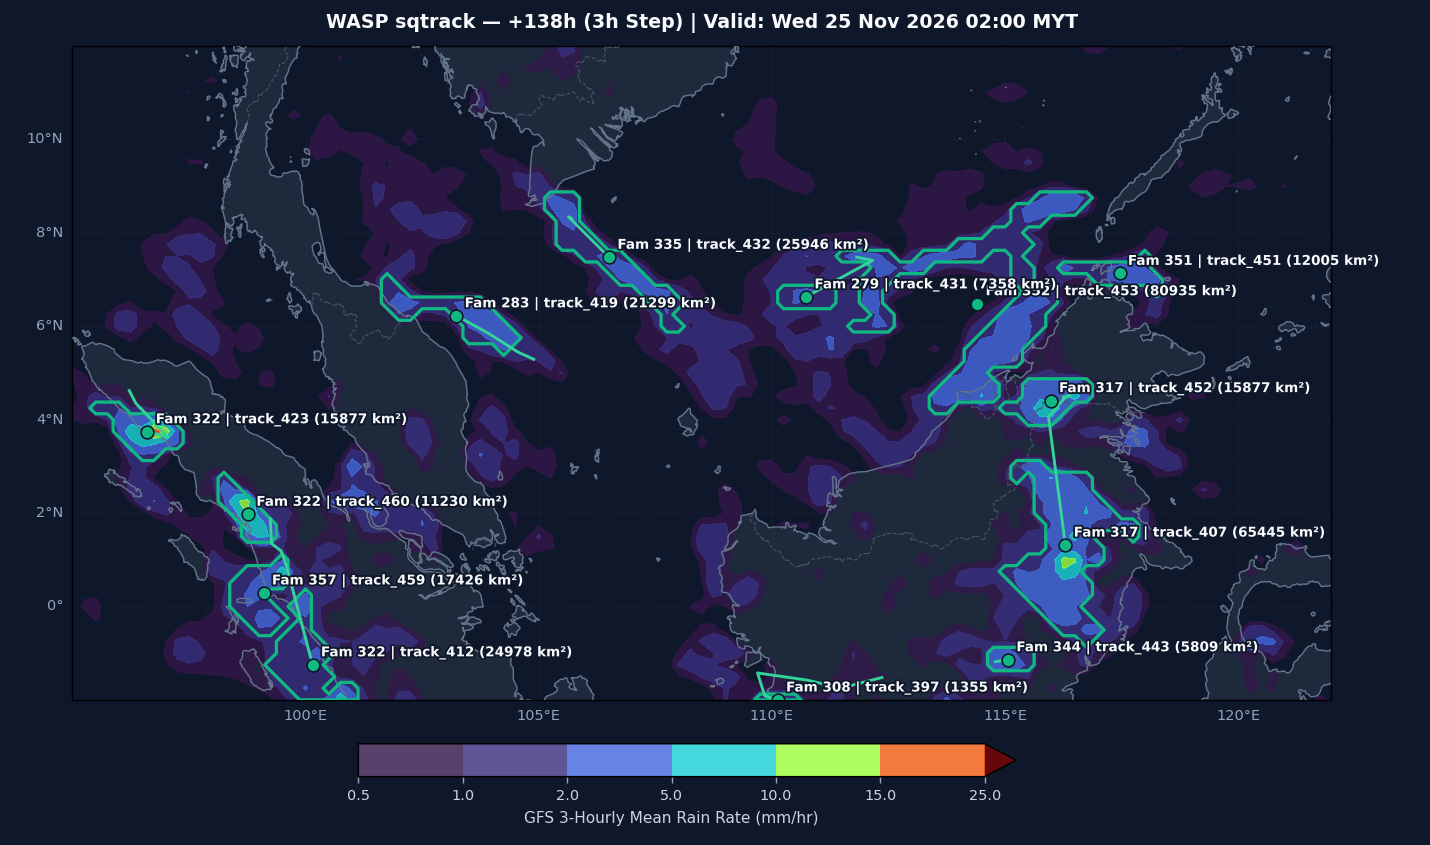 WASP sqtrack — +138h (3h Step) | Valid: Wed 25 Nov 2026 02:00 MYT
10°N
8°N
6°N
4°N
2°N
0°
Fam 335 | track_432 (25946 km²)
Fam 351 | track_451 (12005 km²)
Fam 279 | track_431 (7358 km²)
| track_453 (80935 km²)
Fam 283 | track_419 (21299 km²)
Fam 317 | track_452 (15877 km²)
Fam 322 | track_423 (15877 km²)
Fam 322 | track_460 (11230 km²)
Fam 317 | track_407 (65445 km²)
Fam 357 | track_459 (17426 km²)
Fam 344 | track_443 (5809 km²)
Fam 322 | track_412 (24978 km²)
Fam 308 | track_397 (1355 km²)
100°E 105°E 110°E 115°E 120°E
0.5 1.0 2.0 5.0 10.0 15.0 25.0
GFS 3-Hourly Mean Rain Rate (mm/hr)